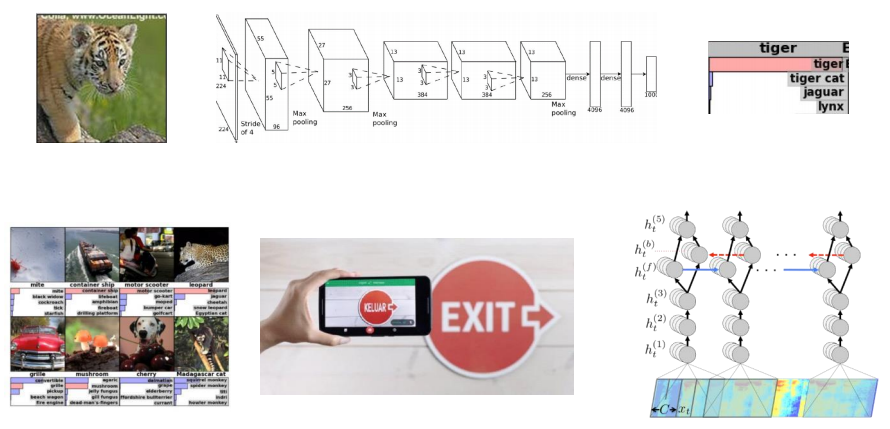 www.OceanLight.c
55
27
13
13
13
11
5
3
3
3
11
5
27
3
13
3
13
3
13
224
55
384
384
256
dense
dense
1000
Stride
of 4
96
Max
pooling
256
Max
pooling
Max
pooling
4096
4096
224
tiger
tiger
tiger cat
jaguar
lynx
mite
container ship
motor scooter
leopard
mite
black widow
cockroach
tick
starfish
container ship
lifeboat
amphibian
fireboat
drilling platform
motor scooter
go-kart
moped
bumper car
golfcart
leopard
jaguar
cheetah
snow leopard
Egyptian cat
grille
mushroom
cherry
Madagascar cat
convertible
grille
pickup
beach wagon
fire engine
agaric
mushroom
jelly fungus
gill fungus
dead-man's-fingers
dalmatian
grape
elderberry
ffordshire bullterrier
currant
squirrel monkey
spider monkey
titi
indri
howler monkey
KELUAR
EXIT
h_t^(5)
h_t^(b)
h_t^(f)
h_t^(3)
h_t^(2)
h_t^(1)
C
x_t